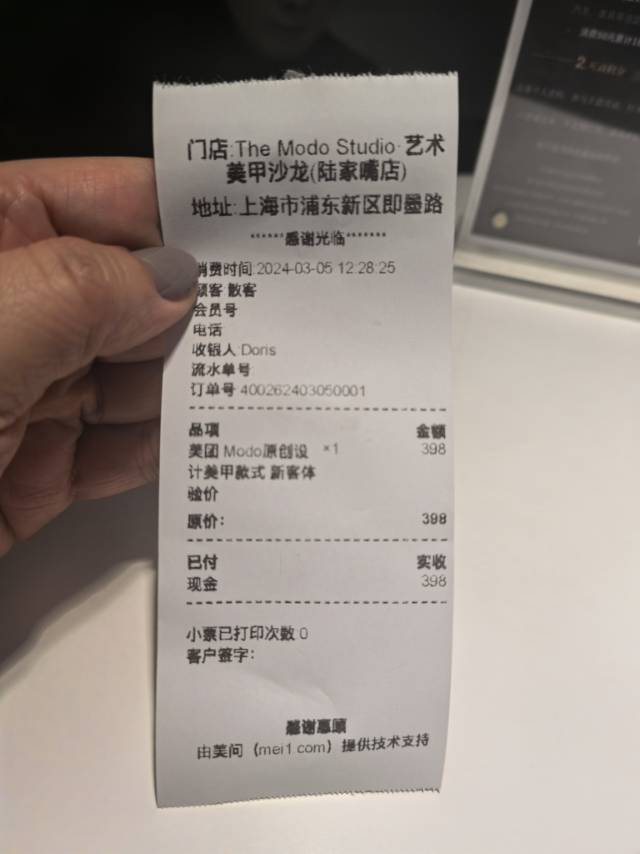 门店:The Modo Studio·艺术
美甲沙龙(陆家嘴店)
地址:上海市浦东新区即墨路
******感谢光临*******
消费时间:2024-03-05 12:28:25
顾客 散客
会员号
电话
收银人:Doris
流水单号
订单号:400262403050001
品项 金额
美团 Modo原创设 ×1 398
计美甲款式 新客体
验价
原价: 398
已付 实收
现金 398
小票已打印次数:0
客户签字:
感谢惠顾
由美问（mei1.com）提供技术支持